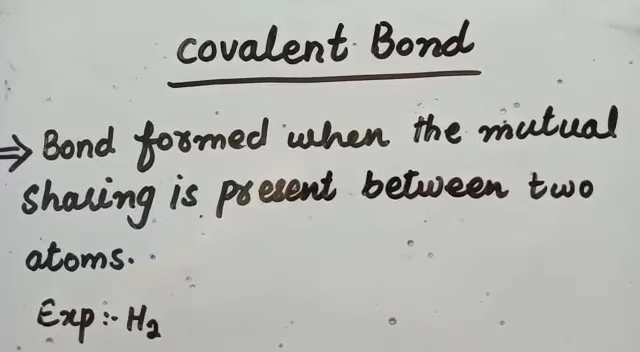 Covalent Bond
⇒ Bond formed when the mutual
sharing is present between two
atoms.
Exp:- H₂